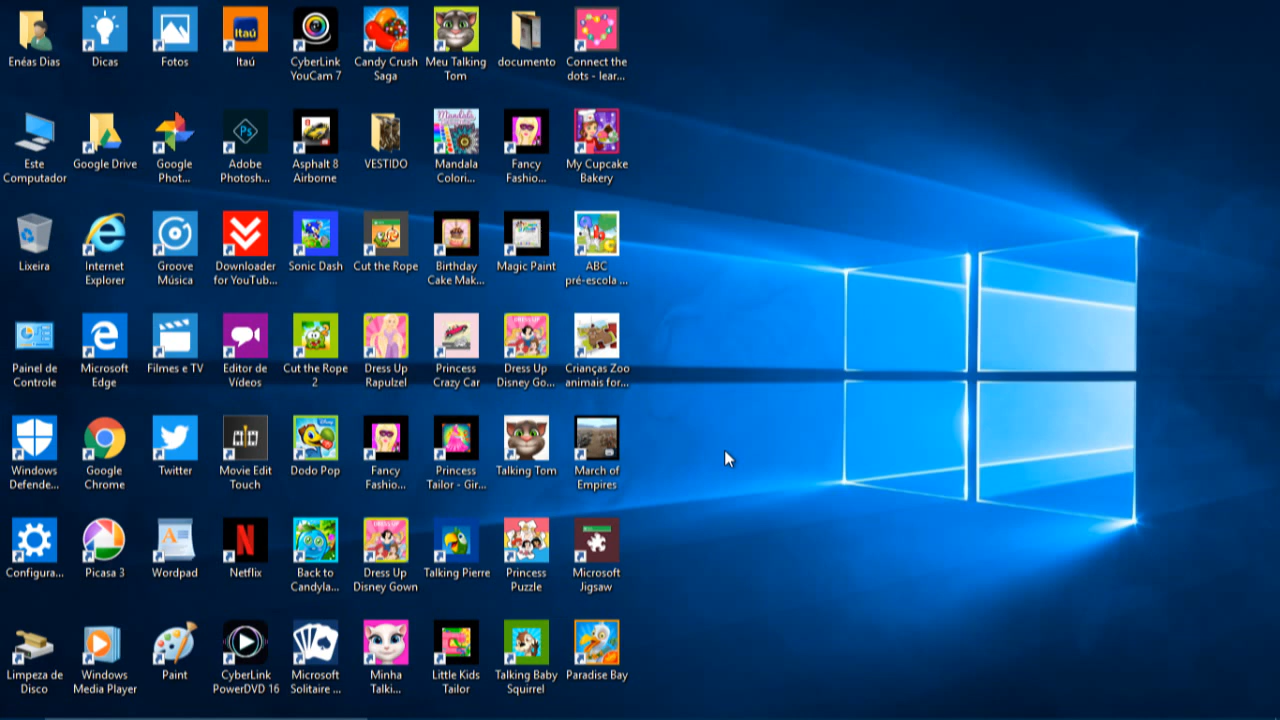 Enéas Dias
Dicas
Fotos
Itaú
CyberLink
YouCam 7
Candy Crush
Saga
Meu Talking
Tom
documento
Connect the
dots - lear...
Este
Computador
Google Drive
Google
Phot...
Adobe
Photosh...
Asphalt 8
Airborne
VESTIDO
Mandala
Colori...
Fancy
Fashio...
My Cupcake
Bakery
Lixeira
Internet
Explorer
Groove
Música
Downloader
for YouTub...
Sonic Dash
Cut the Rope
Birthday
Cake Mak...
Magic Paint
ABC
pré-escola ...
Painel de
Controle
Microsoft
Edge
Filmes e TV
Editor de
Vídeos
Cut the Rope
2
Dress Up
Rapulzel
Princess
Crazy Car
Dress Up
Disney Go...
Crianças Zoo
animais for...
Windows
Defende...
Google
Chrome
Twitter
Movie Edit
Touch
Dodo Pop
Fancy
Fashio...
Princess
Tailor - Gir...
Talking Tom
March of
Empires
Configura...
Picasa 3
Wordpad
Netflix
Back to
Candyla...
Dress Up
Disney Gown
Talking Pierre
Princess
Puzzle
Microsoft
Jigsaw
Limpeza de
Disco
Windows
Media Player
Paint
CyberLink
PowerDVD 16
Microsoft
Solitaire ...
Minha
Talki...
Little Kids
Tailor
Talking Baby
Squirrel
Paradise Bay